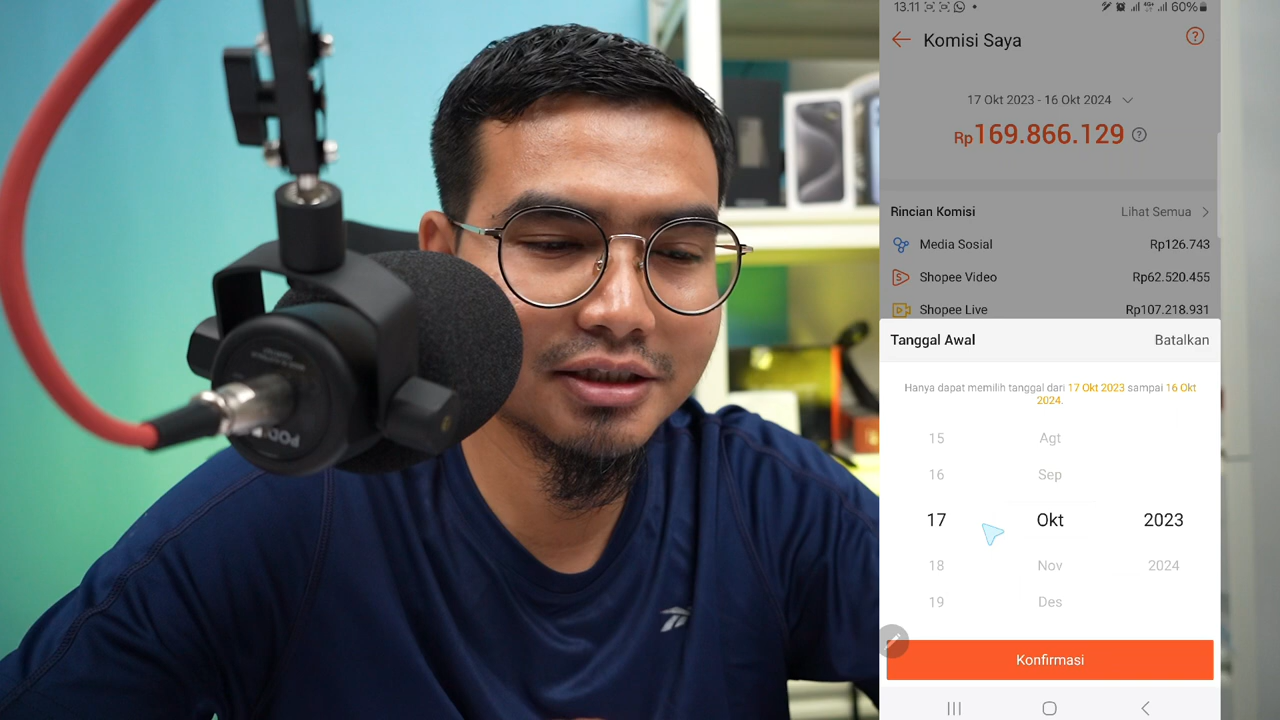 13.11
60%
Komisi Saya
17 Okt 2023 - 16 Okt 2024
Rp169.866.129
Rincian Komisi
Lihat Semua
Media Sosial
Rp126.743
Shopee Video
Rp62.520.455
Shopee Live
Rp107.218.931
Tanggal Awal
Batalkan
Hanya dapat memilih tanggal dari 17 Okt 2023 sampai 16 Okt
2024.
15 Agt
16 Sep
17 Okt 2023
18 Nov 2024
19 Des
Konfirmasi